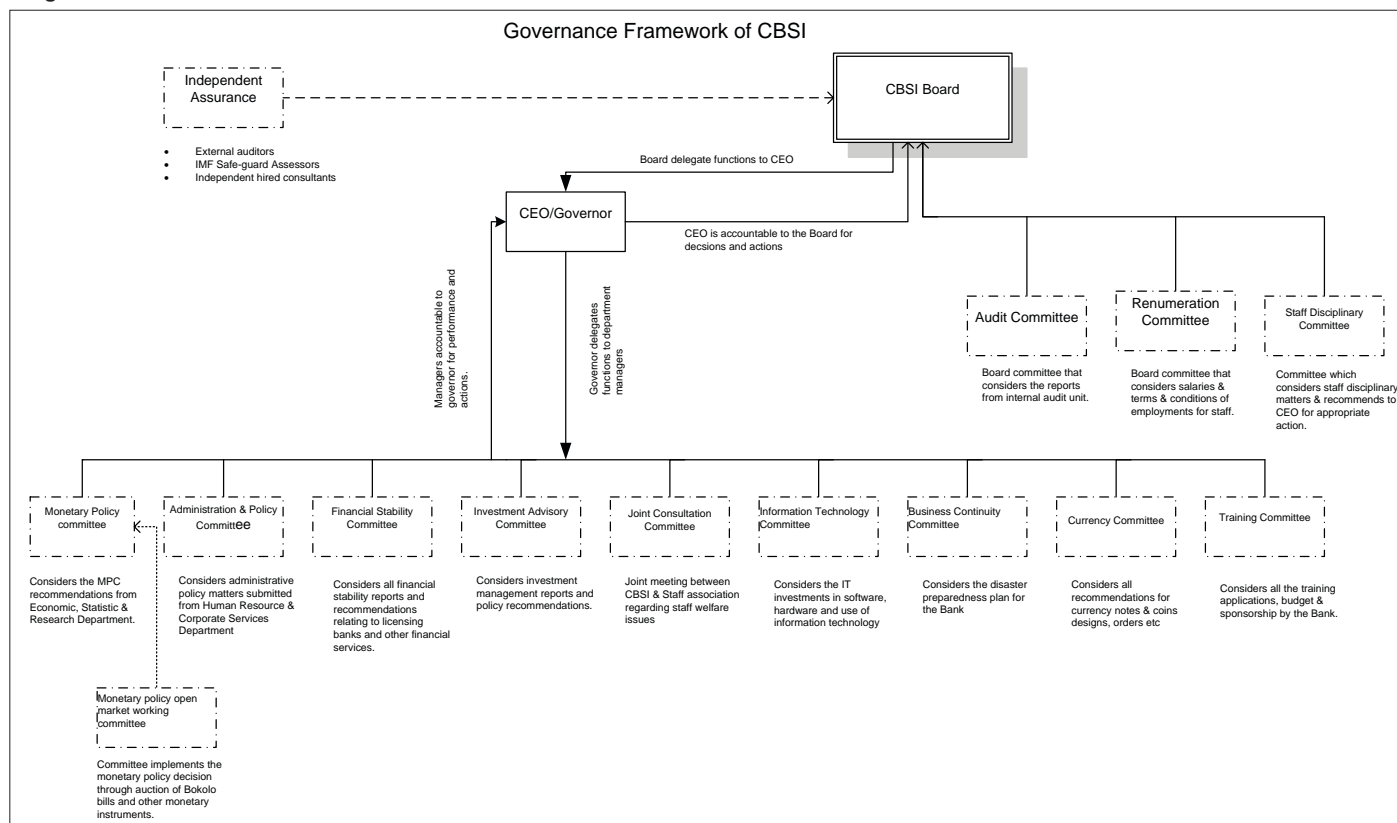 Governance Framework of CBSI
Independent
Assurance
CBSI Board
• External auditors
• IMF Safe-guard Assessors
• Independent hired consultants
Board delegate functions to CEO
CEO/Governor
CEO is accountable to the Board for
decsions and actions
Managers accountable to
governor for performance and
actions.
Governor delegates
functions to department
managers
Audit Committee
Renumeration
Committee
Staff Disciplinary
Committee
Board committee that
considers the reports
from internal audit unit.
Board committee that
considers salaries &
terms & conditions of
employments for staff.
Committee which
considers staff disciplinary
matters & recommends to
CEO for appropriate
action.
Monetary Policy
committee
Administration & Policy
Committee
Financial Stability
Committee
Investment Advisory
Committee
Joint Consultation
Committee
Information Technology
Committee
Business Continuity
Committee
Currency Committee
Training Committee
Considers the MPC
recommendations from
Economic, Statistic &
Research Department.
Considers administrative
policy matters submitted
from Human Resource &
Corporate Services
Department
Considers all financial
stability reports and
recommendations
relating to licensing
banks and other financial
services.
Considers investment
management reports and
policy recommendations.
Joint meeting between
CBSI & Staff association
regarding staff welfare
issues
Considers the IT
investments in software,
hardware and use of
information technology
Considers the disaster
preparedness plan for
the Bank
Considers all
recommendations for
currency notes & coins
designs, orders etc
Considers all the training
applications, budget &
sponsorship by the Bank.
Monetary policy open
market working
committee
Committee implements the
monetary policy decision
through auction of Bokolo
bills and other monetary
instruments.